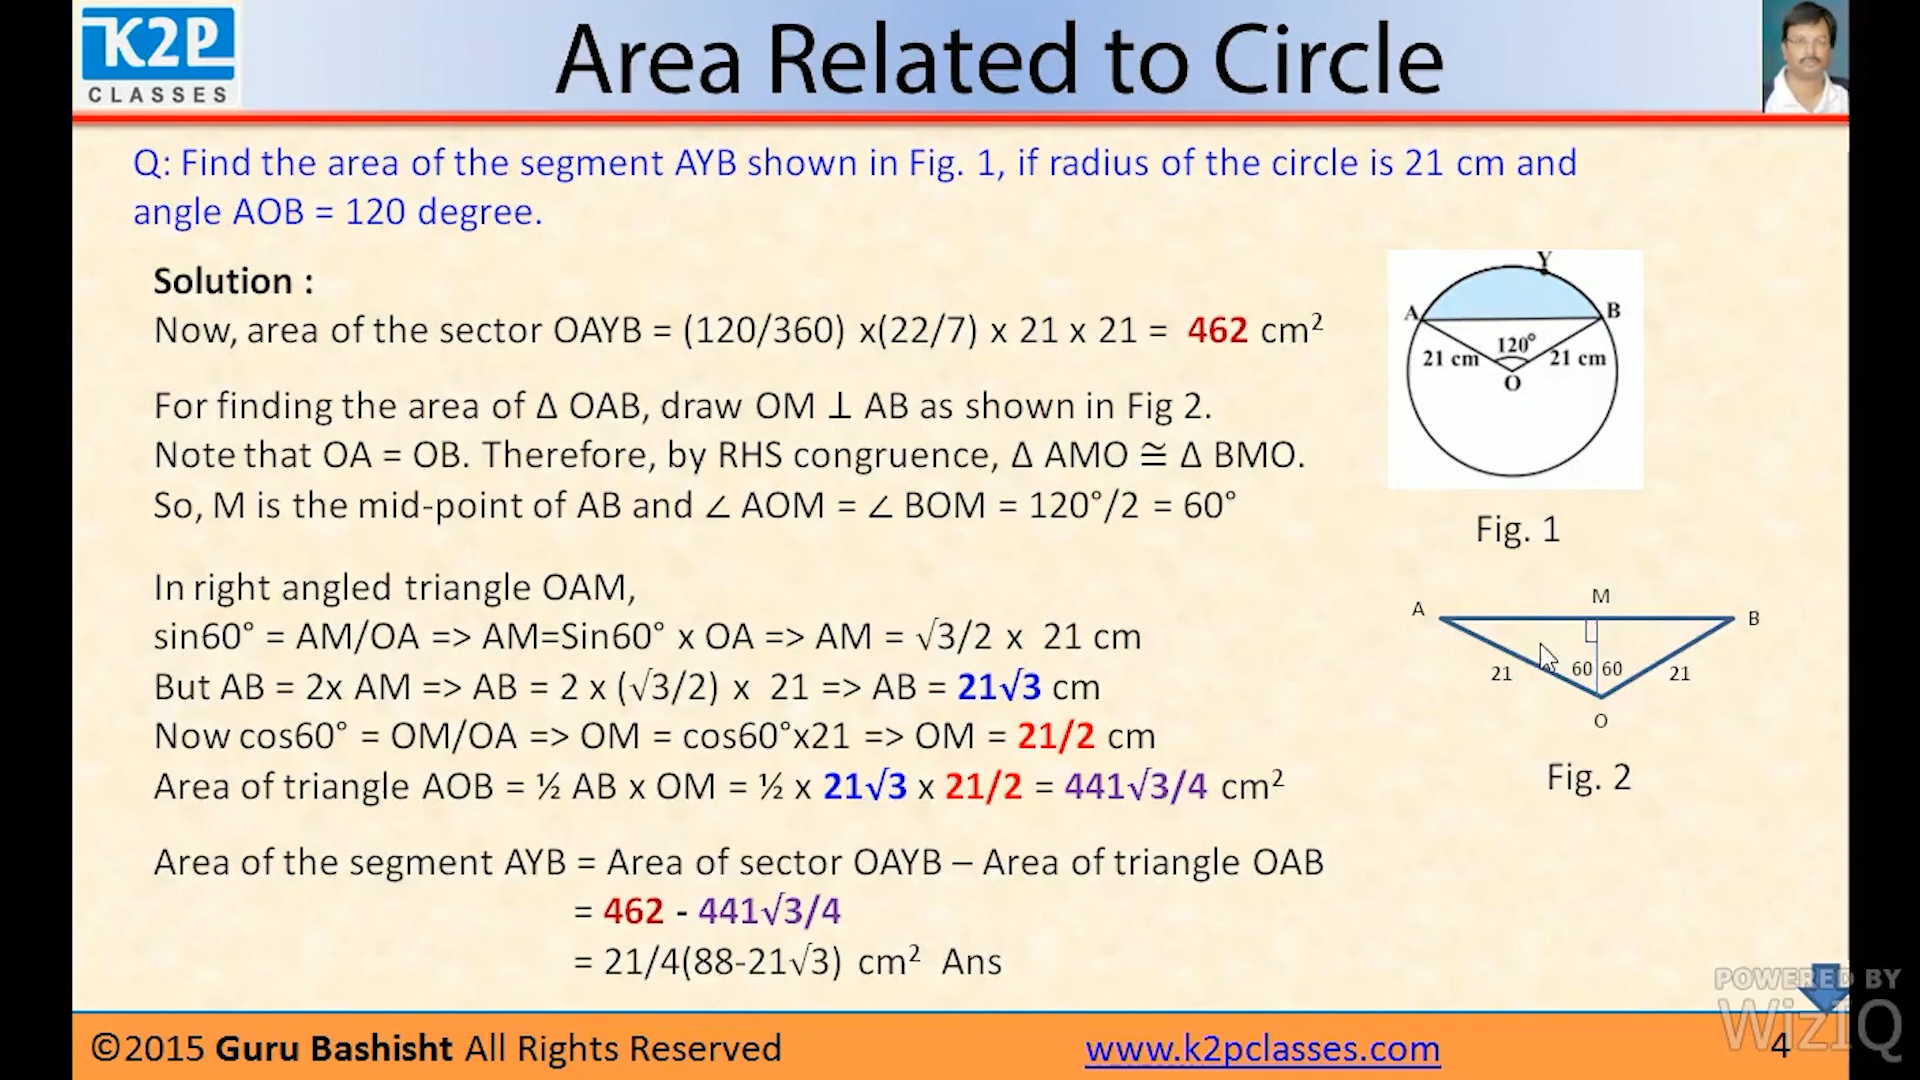 K2P
CLASSES
Area Related to Circle
Q: Find the area of the segment AYB shown in Fig. 1, if radius of the circle is 21 cm and
angle AOB = 120 degree.
Solution :
Now, area of the sector OAYB = (120/360) x(22/7) x 21 x 21 = 462 cm²
For finding the area of Δ OAB, draw OM ⊥ AB as shown in Fig 2.
Note that OA = OB. Therefore, by RHS congruence, Δ AMO ≅ Δ BMO.
So, M is the mid-point of AB and ∠ AOM = ∠ BOM = 120°/2 = 60°
In right angled triangle OAM,
sin60° = AM/OA => AM=Sin60° x OA => AM = √3/2 x 21 cm
But AB = 2x AM => AB = 2 x (√3/2) x 21 => AB = 21√3 cm
Now cos60° = OM/OA => OM = cos60°x21 => OM = 21/2 cm
Area of triangle AOB = ½ AB x OM = ½ x 21√3 x 21/2 = 441√3/4 cm²
Area of the segment AYB = Area of sector OAYB – Area of triangle OAB
= 462 - 441√3/4
= 21/4(88-21√3) cm² Ans
Y
A B
120°
21 cm 21 cm
O
Fig. 1
M
A B
21 60 60 21
O
Fig. 2
POWERED BY
WizIQ
©2015 Guru Bashisht All Rights Reserved
www.k2pclasses.com
4